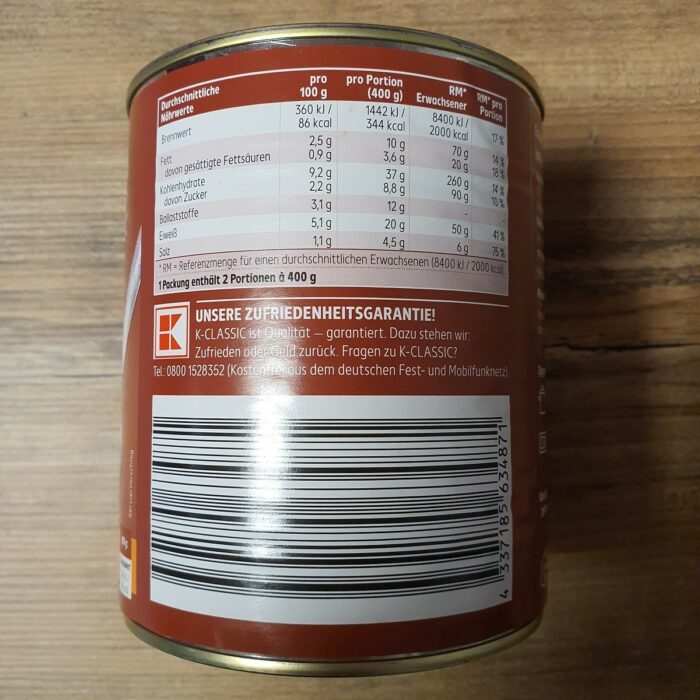 Durchschnittliche Nährwerte pro 100 g pro Portion (400 g) RM* Erwachsener RM* pro Portion
Brennwert 360 kJ / 86 kcal 1442 kJ / 344 kcal 8400 kJ / 2000 kcal 17 %
Fett 2,5 g 10 g 70 g 14 %
davon gesättigte Fettsäuren 0,9 g 3,6 g 20 g 18 %
Kohlenhydrate 9,2 g 37 g 260 g 14 %
davon Zucker 2,2 g 8,8 g 90 g 10 %
Ballaststoffe 3,1 g 12 g - -
Eiweiß 5,1 g 20 g 50 g 41 %
Salz 1,1 g 4,5 g 6 g 75 %
* RM = Referenzmenge für einen durchschnittlichen Erwachsenen (8400 kJ / 2000 kcal)
1 Packung enthält 2 Portionen à 400 g
K
UNSERE ZUFRIEDENHEITSGARANTIE!
K-CLASSIC ist Qualität – garantiert. Dazu stehen wir:
Zufrieden oder Geld zurück. Fragen zu K-CLASSIC?
Tel.: 0800 1528352 (Kostenfrei aus dem deutschen Fest- und Mobilfunknetz)
4 337185 634871